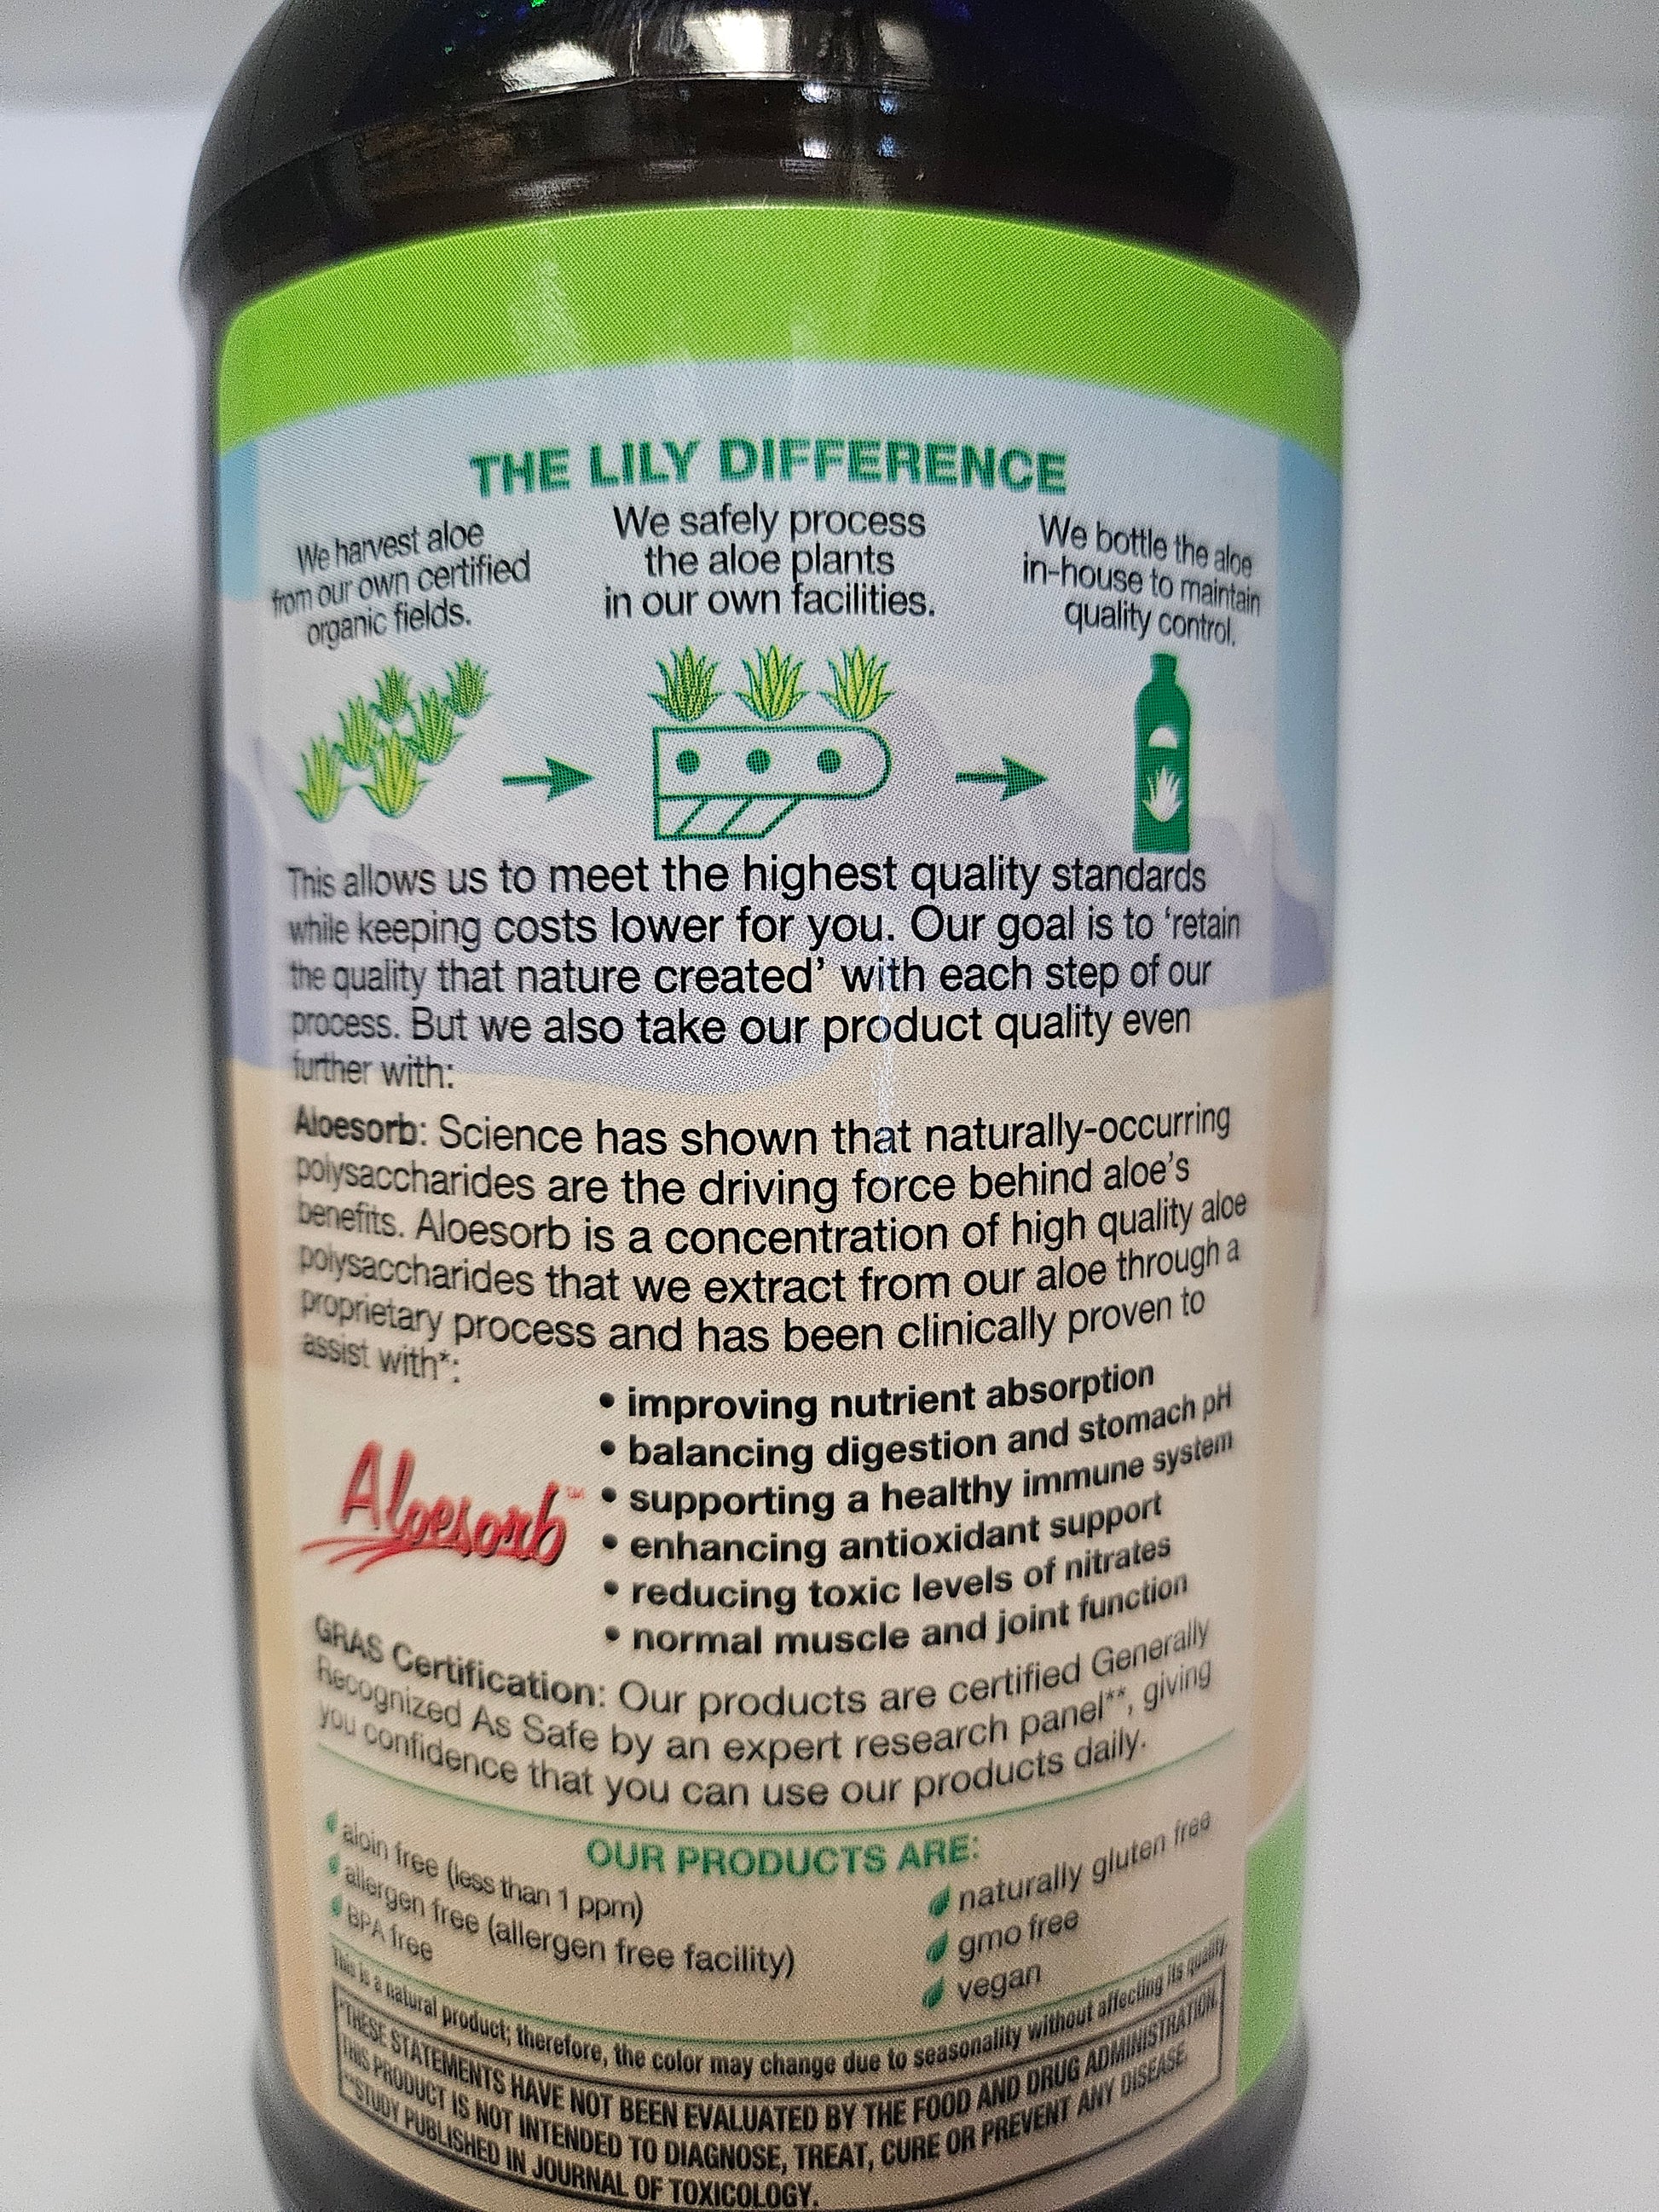 THE LILY DIFFERENCE
We harvest aloe
from our own certified
organic fields.
We safely process
the aloe plants
in our own facilities.
We bottle the aloe
in-house to maintain
quality control.
This allows us to meet the highest quality standards
while keeping costs lower for you. Our goal is to ‘retain
the quality that nature created’ with each step of our
process. But we also take our product quality even
further with:
Aloesorb: Science has shown that naturally-occurring
polysaccharides are the driving force behind aloe’s
benefits. Aloesorb is a concentration of high quality aloe
polysaccharides that we extract from our aloe through a
proprietary process and has been clinically proven to
assist with*:
Aloesorb™
• improving nutrient absorption
• balancing digestion and stomach pH
• supporting a healthy immune system
• enhancing antioxidant support
• reducing toxic levels of nitrates
• normal muscle and joint function
GRAS Certification: Our products are certified Generally
Recognized As Safe by an expert research panel**, giving
you confidence that you can use our products daily.
OUR PRODUCTS ARE:
aloin free (less than 1 ppm)
allergen free (allergen free facility)
BPA free
naturally gluten free
gmo free
vegan
This is a natural product; therefore, the color may change due to seasonality without affecting its quality.
*THESE STATEMENTS HAVE NOT BEEN EVALUATED BY THE FOOD AND DRUG ADMINISTRATION.
THIS PRODUCT IS NOT INTENDED TO DIAGNOSE, TREAT, CURE OR PREVENT ANY DISEASE.
**STUDY PUBLISHED IN JOURNAL OF TOXICOLOGY.